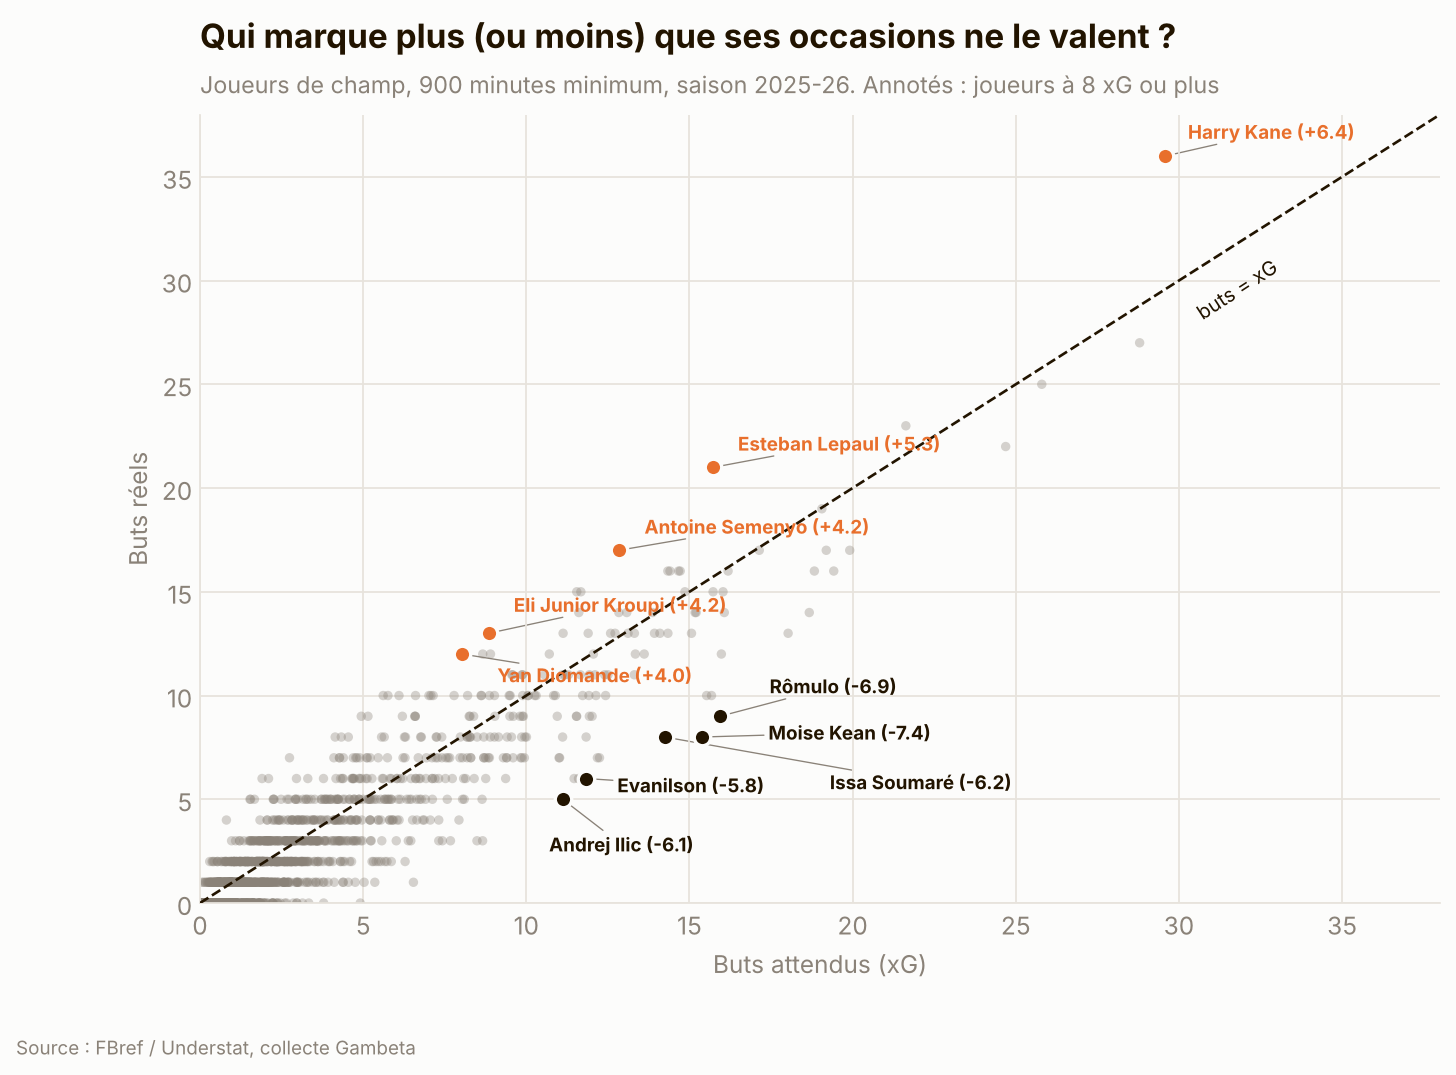 Qui marque plus (ou moins) que ses occasions ne le valent ?
Joueurs de champ, 900 minutes minimum, saison 2025-26. Annotés : joueurs à 8 xG ou plus
Harry Kane (+6.4)
35
30
buts = xG
25
Esteban Lepaul (+5.3)
Buts réels
20
Antoine Semenyo (+4.2)
15
Eli Junior Kroupi (+4.2)
Yan Diomande (+4.0)
10
Rômulo (-6.9)
Moise Kean (-7.4)
Issa Soumaré (-6.2)
Evanilson (-5.8)
5
Andrej Ilic (-6.1)
0
0 5 10 15 20 25 30 35
Buts attendus (xG)
Source : FBref / Understat, collecte Gambeta